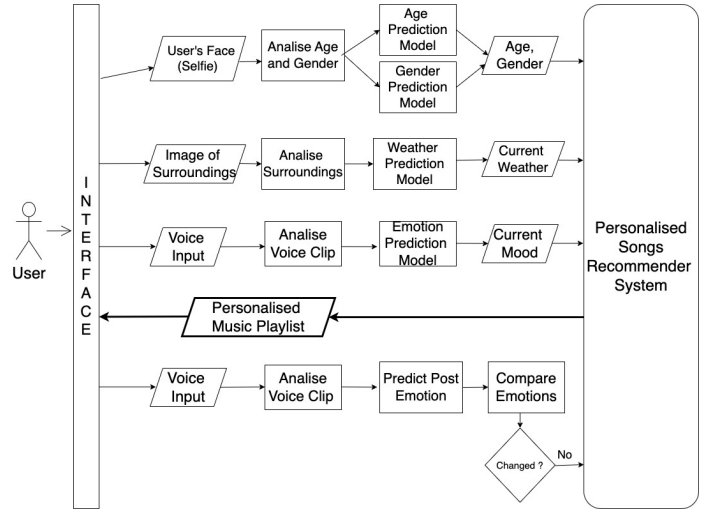 User
I
N
T
E
R
F
A
C
E
User's Face
(Selfie)
Analise Age
and Gender
Age
Prediction
Model
Gender
Prediction
Model
Age,
Gender
Image of
Surroundings
Analise
Surroundings
Weather
Prediction
Model
Current
Weather
Voice
Input
Analise
Voice Clip
Emotion
Prediction
Model
Current
Mood
Personalised
Songs
Recommender
System
Personalised
Music Playlist
Voice
Input
Analise
Voice Clip
Predict Post
Emotion
Compare
Emotions
Changed ?
No